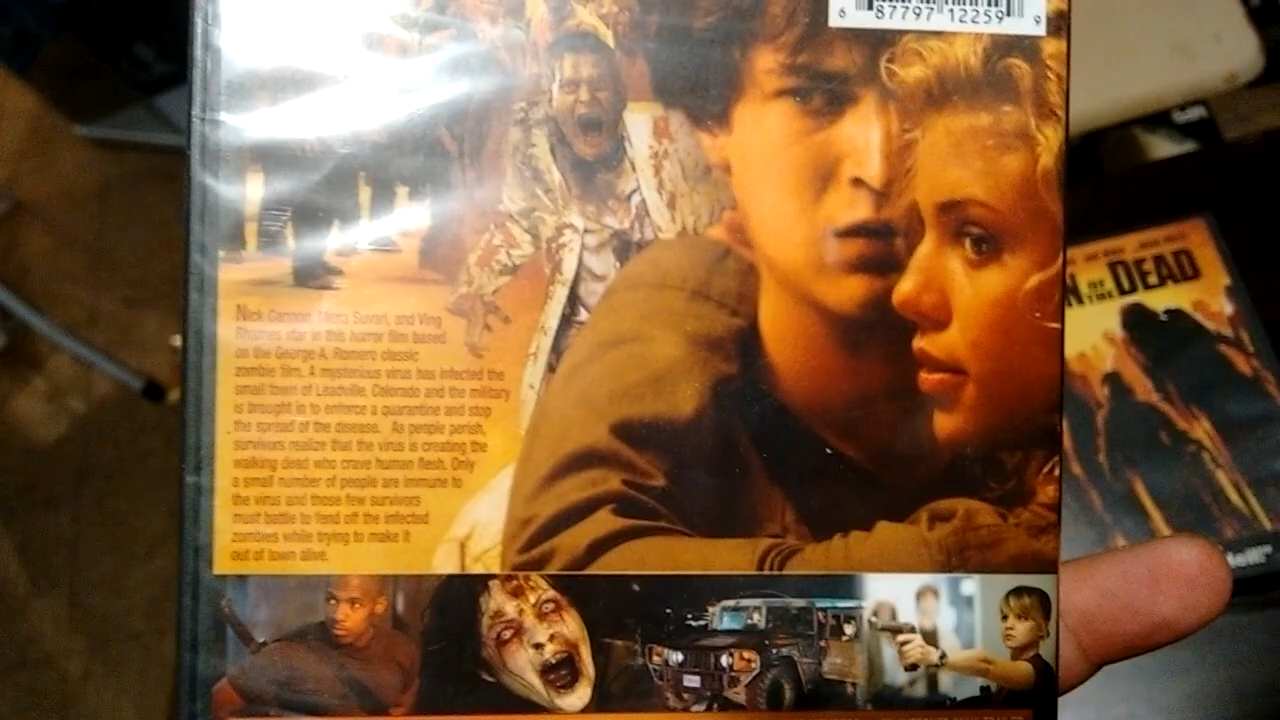 6 87797 12259 9
Nick Cannon, Mena Suvari, and Ving
Rhames star in this horror film based
on the George A. Romero classic
zombie film. A mysterious virus has infected the
small town of Leadville, Colorado and the military
is brought in to enforce a quarantine and stop
the spread of the disease. As people perish,
survivors realize that the virus is creating the
walking dead who crave human flesh. Only
a small number of people are immune to
the virus and those few survivors
must battle to fend off the infected
zombies while trying to make it
out of town alive.
N OF THE DEAD